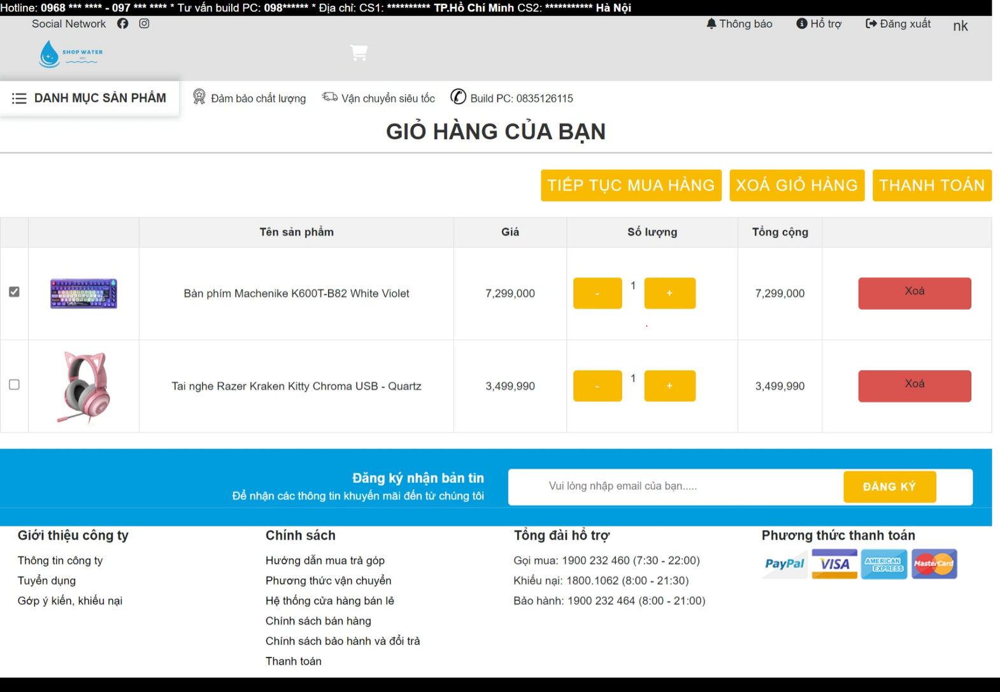 Hotline: 0968 *** **** - 097 *** **** * Tư vấn build PC: 098****** * Địa chỉ: CS1: ********** TP.Hồ Chí Minh CS2: *********** Hà Nội
Social Network
Thông báo
Hổ trợ
Đăng xuất
nk
SHOP WATER
DANH MỤC SẢN PHẨM
Đảm bảo chất lượng
Vận chuyển siêu tốc
Build PC: 0835126115
GIỎ HÀNG CỦA BẠN
TIẾP TỤC MUA HÀNG
XOÁ GIỎ HÀNG
THANH TOÁN
Tên sản phẩm
Giá
Số lượng
Tổng cộng
Bàn phím Machenike K600T-B82 White Violet
7,299,000
-
1
+
7,299,000
Xoá
Tai nghe Razer Kraken Kitty Chroma USB - Quartz
3,499,990
-
1
+
3,499,990
Xoá
Đăng ký nhận bản tin
Để nhận các thông tin khuyến mãi đến từ chúng tôi
Vui lòng nhập email của bạn.....
ĐĂNG KÝ
Giới thiệu công ty
Thông tin công ty
Tuyển dụng
Gớp ý kiến, khiếu nại
Chính sách
Hướng dẫn mua trả góp
Phương thức vận chuyển
Hệ thống cửa hàng bán lẻ
Chính sách bán hàng
Chính sách bảo hành và đổi trả
Thanh toán
Tổng đài hổ trợ
Gọi mua: 1900 232 460 (7:30 - 22:00)
Khiếu nại: 1800.1062 (8:00 - 21:30)
Bảo hành: 1900 232 464 (8:00 - 21:00)
Phương thức thanh toán
PayPal
VISA
AMERICAN EXPRESS
MasterCard